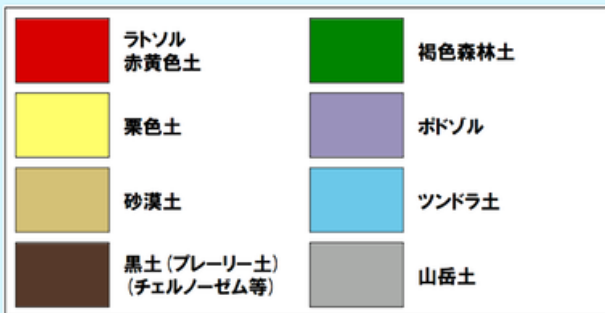 ラトソル
赤黄色土
栗色土
砂漠土
黒土(プレーリー土)
(チェルノーゼム等)
褐色森林土
ポドゾル
ツンドラ土
山岳土